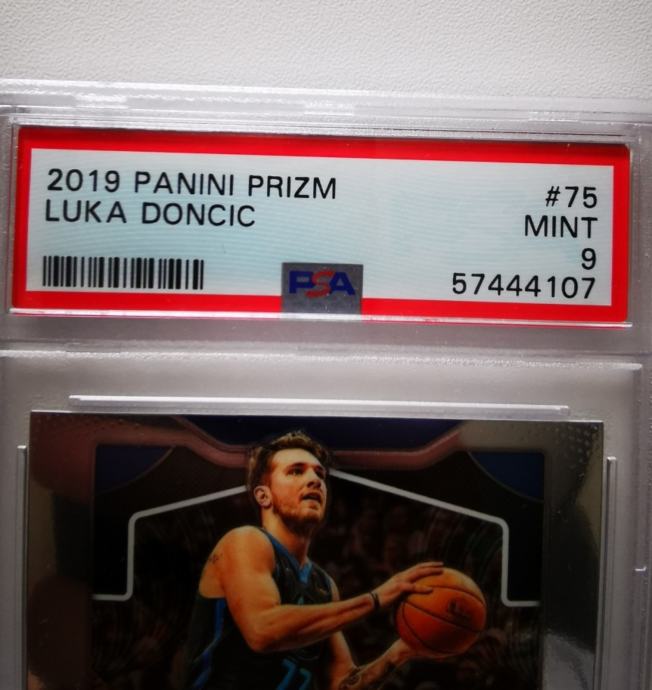 2019 PANINI PRIZM #75
LUKA DONCIC MINT
9
PSA 57444107